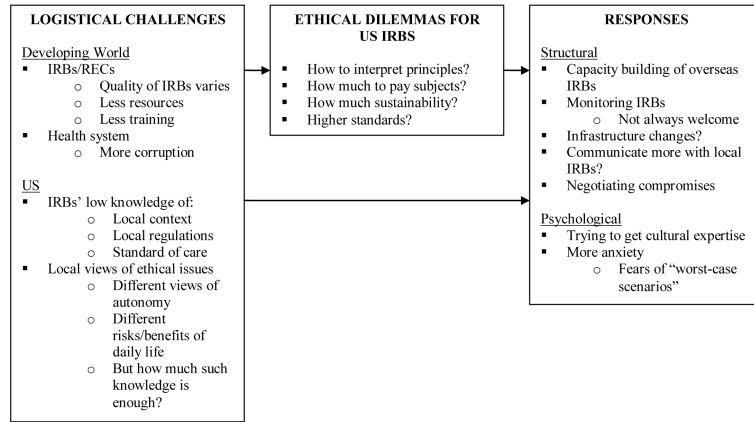 LOGISTICAL CHALLENGES
Developing World
▪ IRBs/RECs
o Quality of IRBs varies
o Less resources
o Less training
▪ Health system
o More corruption
US
▪ IRBs’ low knowledge of:
o Local context
o Local regulations
o Standard of care
▪ Local views of ethical issues
o Different views of
autonomy
o Different
risks/benefits of
daily life
o But how much such
knowledge is
enough?
ETHICAL DILEMMAS FOR
US IRBS
▪ How to interpret principles?
▪ How much to pay subjects?
▪ How much sustainability?
▪ Higher standards?
RESPONSES
Structural
▪ Capacity building of overseas
IRBs
▪ Monitoring IRBs
o Not always welcome
▪ Infrastructure changes?
▪ Communicate more with local
IRBs?
▪ Negotiating compromises
Psychological
▪ Trying to get cultural expertise
▪ More anxiety
o Fears of “worst-case
scenarios”